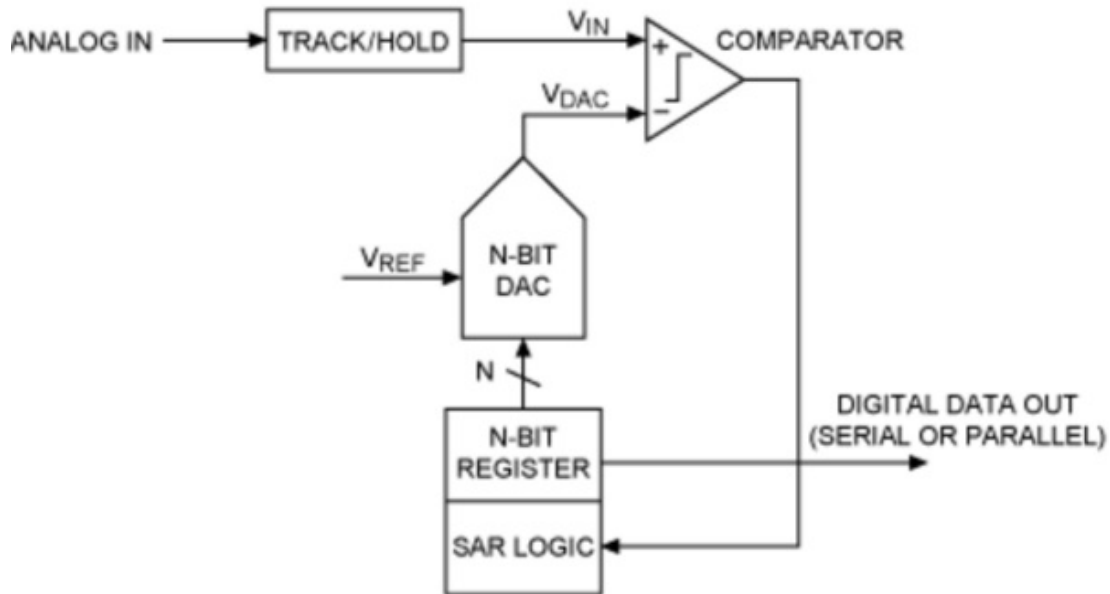 ANALOG IN
TRACK/HOLD
VIN
COMPARATOR
+
VDAC
−
VREF
N-BIT
DAC
N
N-BIT
REGISTER
DIGITAL DATA OUT
(SERIAL OR PARALLEL)
SAR LOGIC